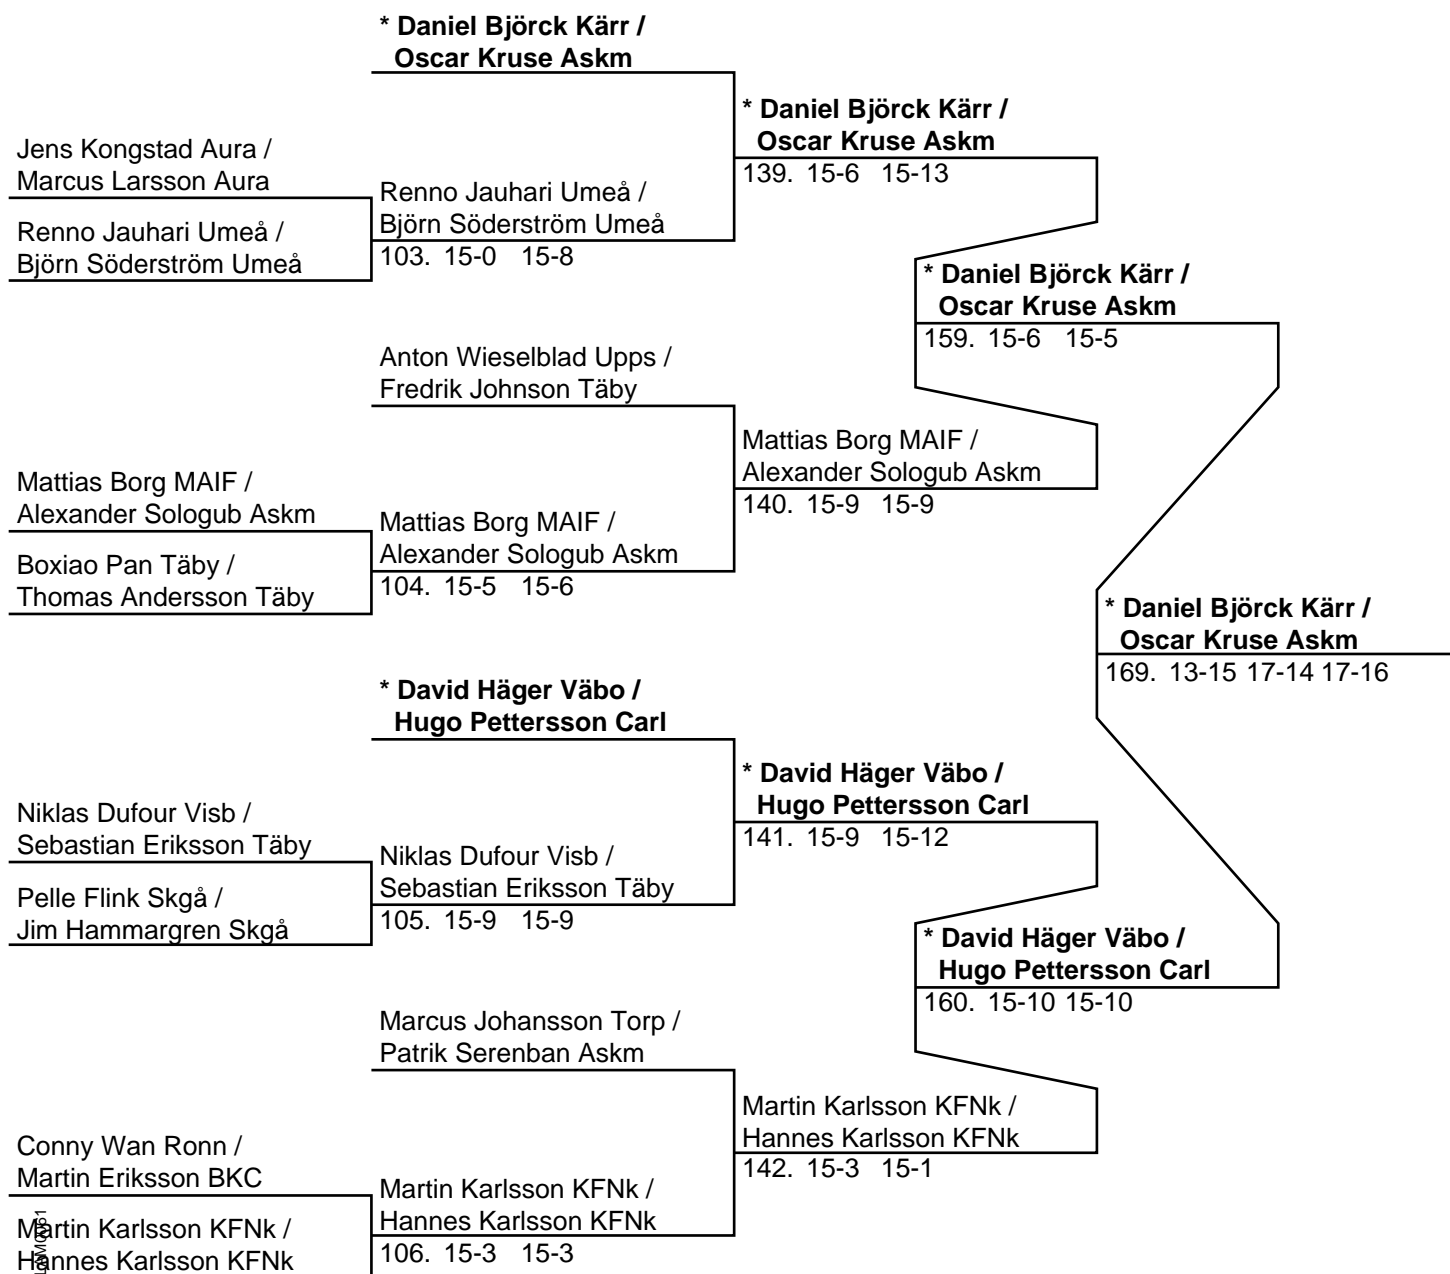 * Daniel Björck Kärr /
Oscar Kruse Askm
* Daniel Björck Kärr /
Oscar Kruse Askm
139. 15-6 15-13
Jens Kongstad Aura /
Marcus Larsson Aura
Renno Jauhari Umeå /
Björn Söderström Umeå
103. 15-0 15-8
Renno Jauhari Umeå /
Björn Söderström Umeå
* Daniel Björck Kärr /
Oscar Kruse Askm
159. 15-6 15-5
Anton Wieselblad Upps /
Fredrik Johnson Täby
Mattias Borg MAIF /
Alexander Sologub Askm
140. 15-9 15-9
Mattias Borg MAIF /
Alexander Sologub Askm
Mattias Borg MAIF /
Alexander Sologub Askm
104. 15-5 15-6
Boxiao Pan Täby /
Thomas Andersson Täby
* Daniel Björck Kärr /
Oscar Kruse Askm
169. 13-15 17-14 17-16
* David Häger Väbo /
Hugo Pettersson Carl
* David Häger Väbo /
Hugo Pettersson Carl
141. 15-9 15-12
Niklas Dufour Visb /
Sebastian Eriksson Täby
Niklas Dufour Visb /
Sebastian Eriksson Täby
105. 15-9 15-9
Pelle Flink Skgå /
Jim Hammargren Skgå
* David Häger Väbo /
Hugo Pettersson Carl
160. 15-10 15-10
Marcus Johansson Torp /
Patrik Serenban Askm
Martin Karlsson KFNk /
Hannes Karlsson KFNk
142. 15-3 15-1
Conny Wan Ronn /
Martin Eriksson BKC
Martin Karlsson KFNk /
Hannes Karlsson KFNk
106. 15-3 15-3
Martin Karlsson KFNk /
Hannes Karlsson KFNk